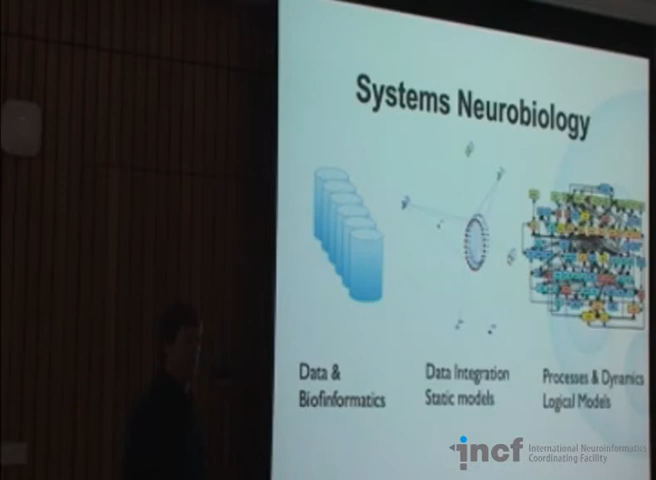 Systems Neurobiology
Data &
Biofinformatics
Data Integration
Static models
Processes & Dynamics
Logical Models
incf
International Neuroinformatics
Coordinating Facility